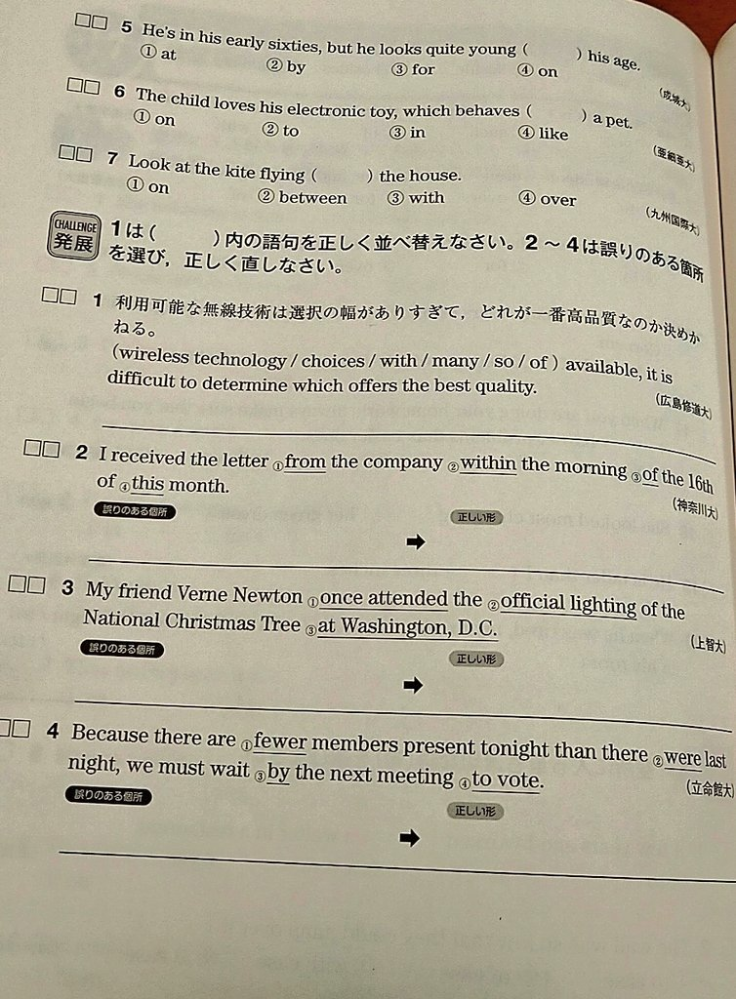 □□ 5 He's in his early sixties, but he looks quite young ( ) his age.
① at ② by ③ for ④ on
(成城大)
□□ 6 The child loves his electronic toy, which behaves ( ) a pet.
① on ② to ③ in ④ like
(亜細亜大)
□□ 7 Look at the kite flying ( ) the house.
① on ② between ③ with ④ over
(九州国際大)
CHALLENGE
発展
1は( )内の語句を正しく並べ替えなさい。2～4は誤りのある箇所
を選び，正しく直しなさい。
□□ 1 利用可能な無線技術は選択の幅がありすぎて，どれが一番高品質なのか決めか
ねる。
(wireless technology / choices / with / many / so / of ) available, it is
difficult to determine which offers the best quality.
(広島修道大)
□□ 2 I received the letter ①from the company ②within the morning ③of the 16th
of ④this month.
(神奈川大)
誤りのある個所 正しい形
➡
□□ 3 My friend Verne Newton ①once attended the ②official lighting of the
National Christmas Tree ③at Washington, D.C.
(上智大)
誤りのある個所 正しい形
➡
□□ 4 Because there are ①fewer members present tonight than there ②were last
night, we must wait ③by the next meeting ④to vote.
(立命館大)
誤りのある個所 正しい形
➡